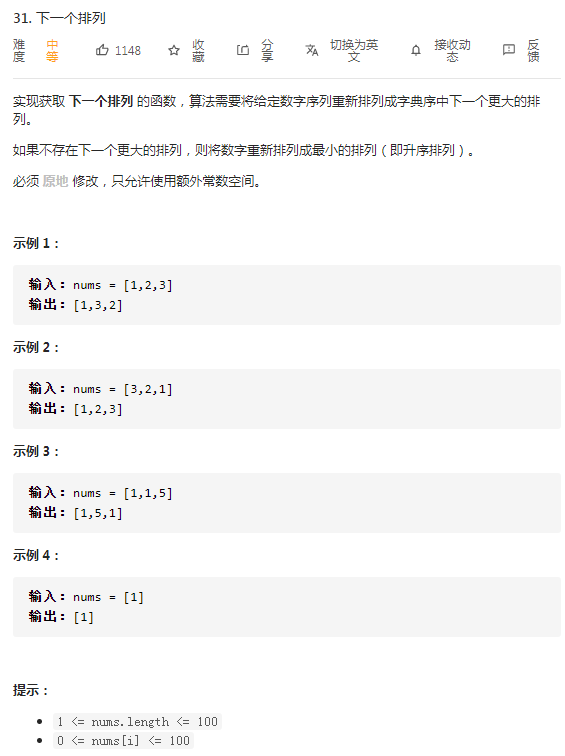 31. 下一个排列
难度 中等 1148 收藏 分享 切换为英文 接收动态 反馈
实现获取 下一个排列 的函数，算法需要将给定数字序列重新排列成字典序中下一个更大的排
列。
如果不存在下一个更大的排列，则将数字重新排列成最小的排列（即升序排列）。
必须 原地 修改，只允许使用额外常数空间。
示例 1：
输入：nums = [1,2,3]
输出：[1,3,2]
示例 2：
输入：nums = [3,2,1]
输出：[1,2,3]
示例 3：
输入：nums = [1,1,5]
输出：[1,5,1]
示例 4：
输入：nums = [1]
输出：[1]
提示：
1 <= nums.length <= 100
0 <= nums[i] <= 100